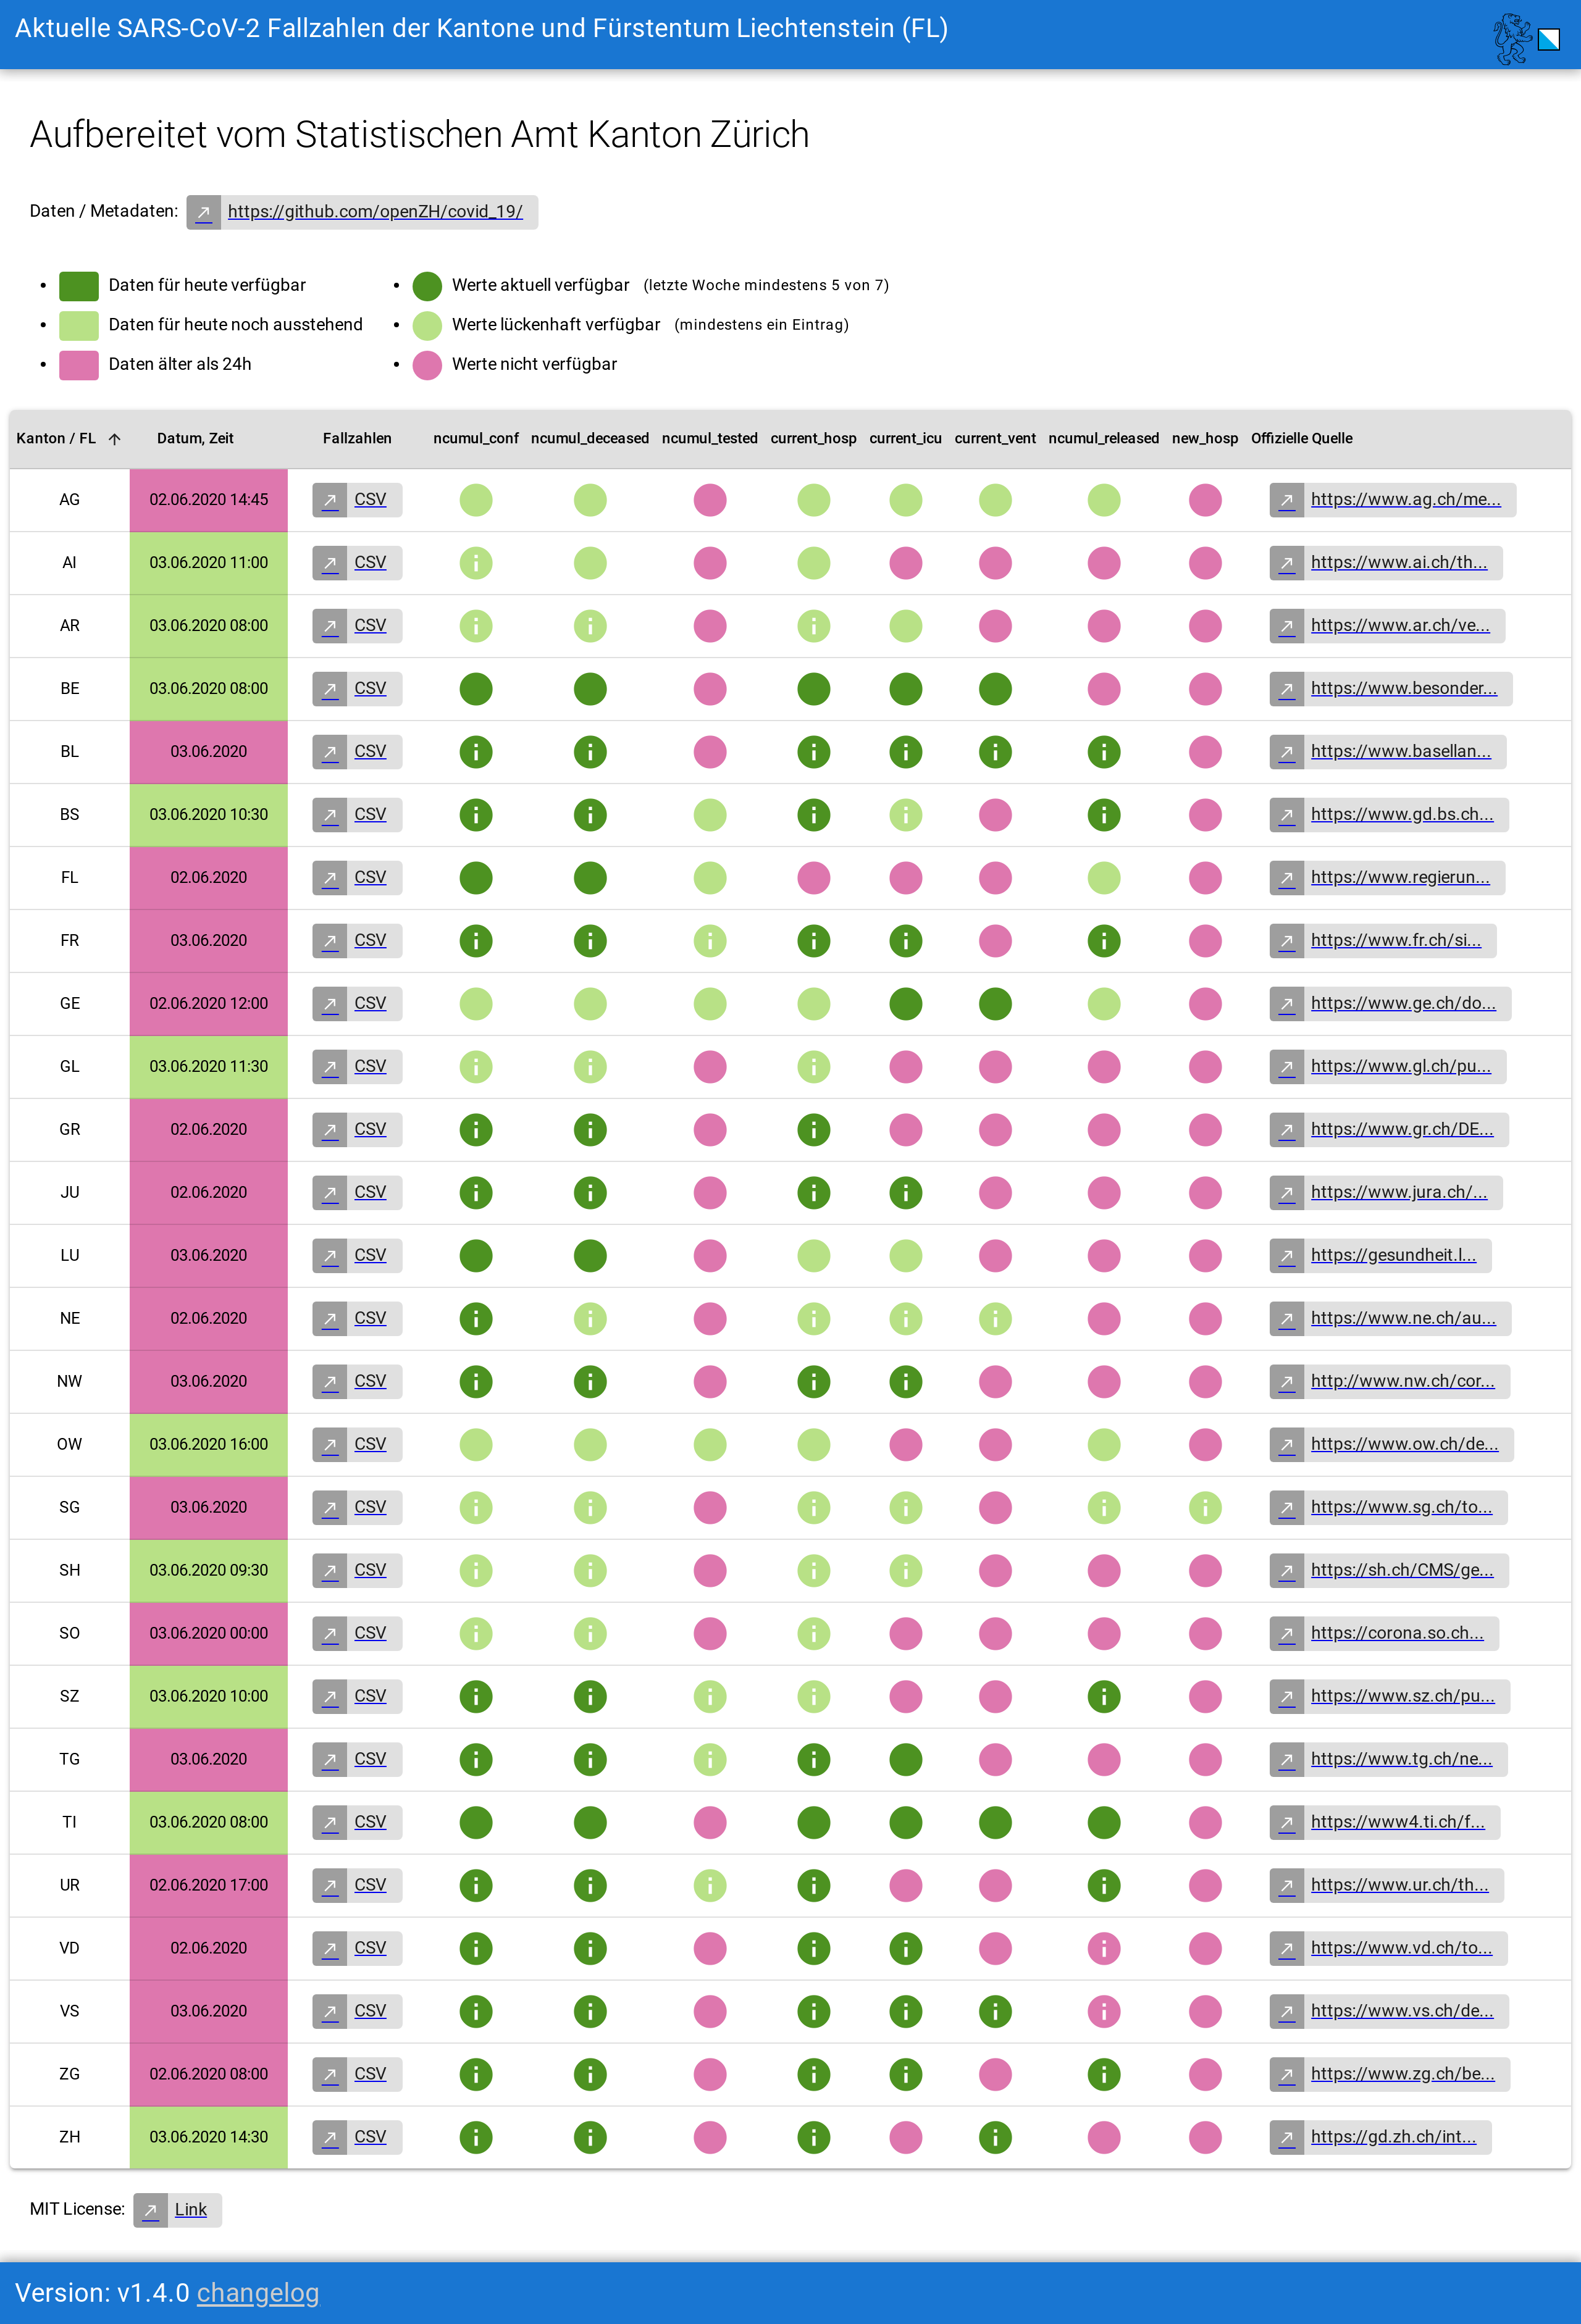 Aktuelle SARS-CoV-2 Fallzahlen der Kantone und Fürstentum Liechtenstein (FL)
Aufbereitet vom Statistischen Amt Kanton Zürich
Daten / Metadaten: https://github.com/openZH/covid_19/
Daten für heute verfügbar
Daten für heute noch ausstehend
Daten älter als 24h
Werte aktuell verfügbar (letzte Woche mindestens 5 von 7)
Werte lückenhaft verfügbar (mindestens ein Eintrag)
Werte nicht verfügbar
Kanton / FL Datum, Zeit Fallzahlen ncumul_conf ncumul_deceased ncumul_tested current_hosp current_icu current_vent ncumul_released new_hosp Offizielle Quelle
AG 02.06.2020 14:45 CSV https://www.ag.ch/me...
AI 03.06.2020 11:00 CSV https://www.ai.ch/th...
AR 03.06.2020 08:00 CSV https://www.ar.ch/ve...
BE 03.06.2020 08:00 CSV https://www.besonder...
BL 03.06.2020 CSV https://www.basellan...
BS 03.06.2020 10:30 CSV https://www.gd.bs.ch...
FL 02.06.2020 CSV https://www.regierun...
FR 03.06.2020 CSV https://www.fr.ch/si...
GE 02.06.2020 12:00 CSV https://www.ge.ch/do...
GL 03.06.2020 11:30 CSV https://www.gl.ch/pu...
GR 02.06.2020 CSV https://www.gr.ch/DE...
JU 02.06.2020 CSV https://www.jura.ch/...
LU 03.06.2020 CSV https://gesundheit.l...
NE 02.06.2020 CSV https://www.ne.ch/au...
NW 03.06.2020 CSV http://www.nw.ch/cor...
OW 03.06.2020 16:00 CSV https://www.ow.ch/de...
SG 03.06.2020 CSV https://www.sg.ch/to...
SH 03.06.2020 09:30 CSV https://sh.ch/CMS/ge...
SO 03.06.2020 00:00 CSV https://corona.so.ch...
SZ 03.06.2020 10:00 CSV https://www.sz.ch/pu...
TG 03.06.2020 CSV https://www.tg.ch/ne...
TI 03.06.2020 08:00 CSV https://www4.ti.ch/f...
UR 02.06.2020 17:00 CSV https://www.ur.ch/th...
VD 02.06.2020 CSV https://www.vd.ch/to...
VS 03.06.2020 CSV https://www.vs.ch/de...
ZG 02.06.2020 08:00 CSV https://www.zg.ch/be...
ZH 03.06.2020 14:30 CSV https://gd.zh.ch/int...
MIT License: Link
Version: v1.4.0 changelog